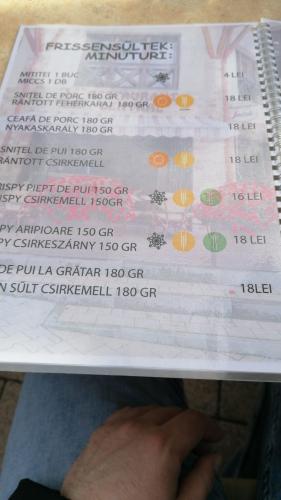 FRISSENSÜLTEK:
MINUTURI:
MITITEI 1 BUC
MICCS 1 DB 4 LEI
SNIȚEL DE PORC 180 GR
RÁNTOTT FEHÉRKARAJ 180 GR 18 LEI
CEAFĂ DE PORC 180 GR
NYAKASKARÁLY 180 GR 18 LEI
SNIȚEL DE PUI 180 GR
RÁNTOTT CSIRKEMELL 18 LEI
RISPY PIEPT DE PUI 150 GR
ISPY CSIRKEMELL 150GR 16 LEI
PY ARIPIOARE 150 GR
PY CSIRKESZÁRNY 150 GR 18 LEI
DE PUI LA GRĂTAR 180 GR
N SÜLT CSIRKEMELL 180 GR 18LEI